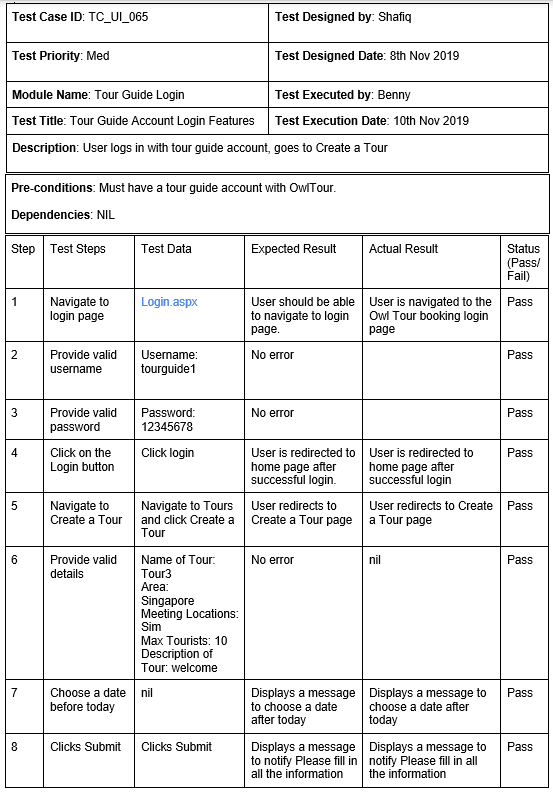 Test Case ID: TC_UI_065
Test Designed by: Shafiq
Test Priority: Med
Test Designed Date: 8th Nov 2019
Module Name: Tour Guide Login
Test Executed by: Benny
Test Title: Tour Guide Account Login Features
Test Execution Date: 10th Nov 2019
Description: User logs in with tour guide account, goes to Create a Tour
Pre-conditions: Must have a tour guide account with OwlTour.
Dependencies: NIL
Step
Test Steps
Test Data
Expected Result
Actual Result
Status
(Pass/
Fail)
1
Navigate to
login page
Login.aspx
User should be able
to navigate to login
page.
User is navigated to the
Owl Tour booking login
page
Pass
2
Provide valid
username
Username:
tourguide1
No error
Pass
3
Provide valid
password
Password:
12345678
No error
Pass
4
Click on the
Login button
Click login
User is redirected to
home page after
successful login.
User is redirected to
home page after
successful login
Pass
5
Navigate to
Create a Tour
Navigate to Tours
and click Create a
Tour
User redirects to
Create a Tour page
User redirects to Create
a Tour page
Pass
6
Provide valid
details
Name of Tour:
Tour3
Area:
Singapore
Meeting Locations:
Sim
Max Tourists: 10
Description of
Tour: welcome
No error
nil
Pass
7
Choose a date
before today
nil
Displays a message
to choose a date
after today
Displays a message to
choose a date after
today
Pass
8
Clicks Submit
Clicks Submit
Displays a message
to notify Please fill in
all the information
Displays a message to
notify Please fill in all
the information
Pass